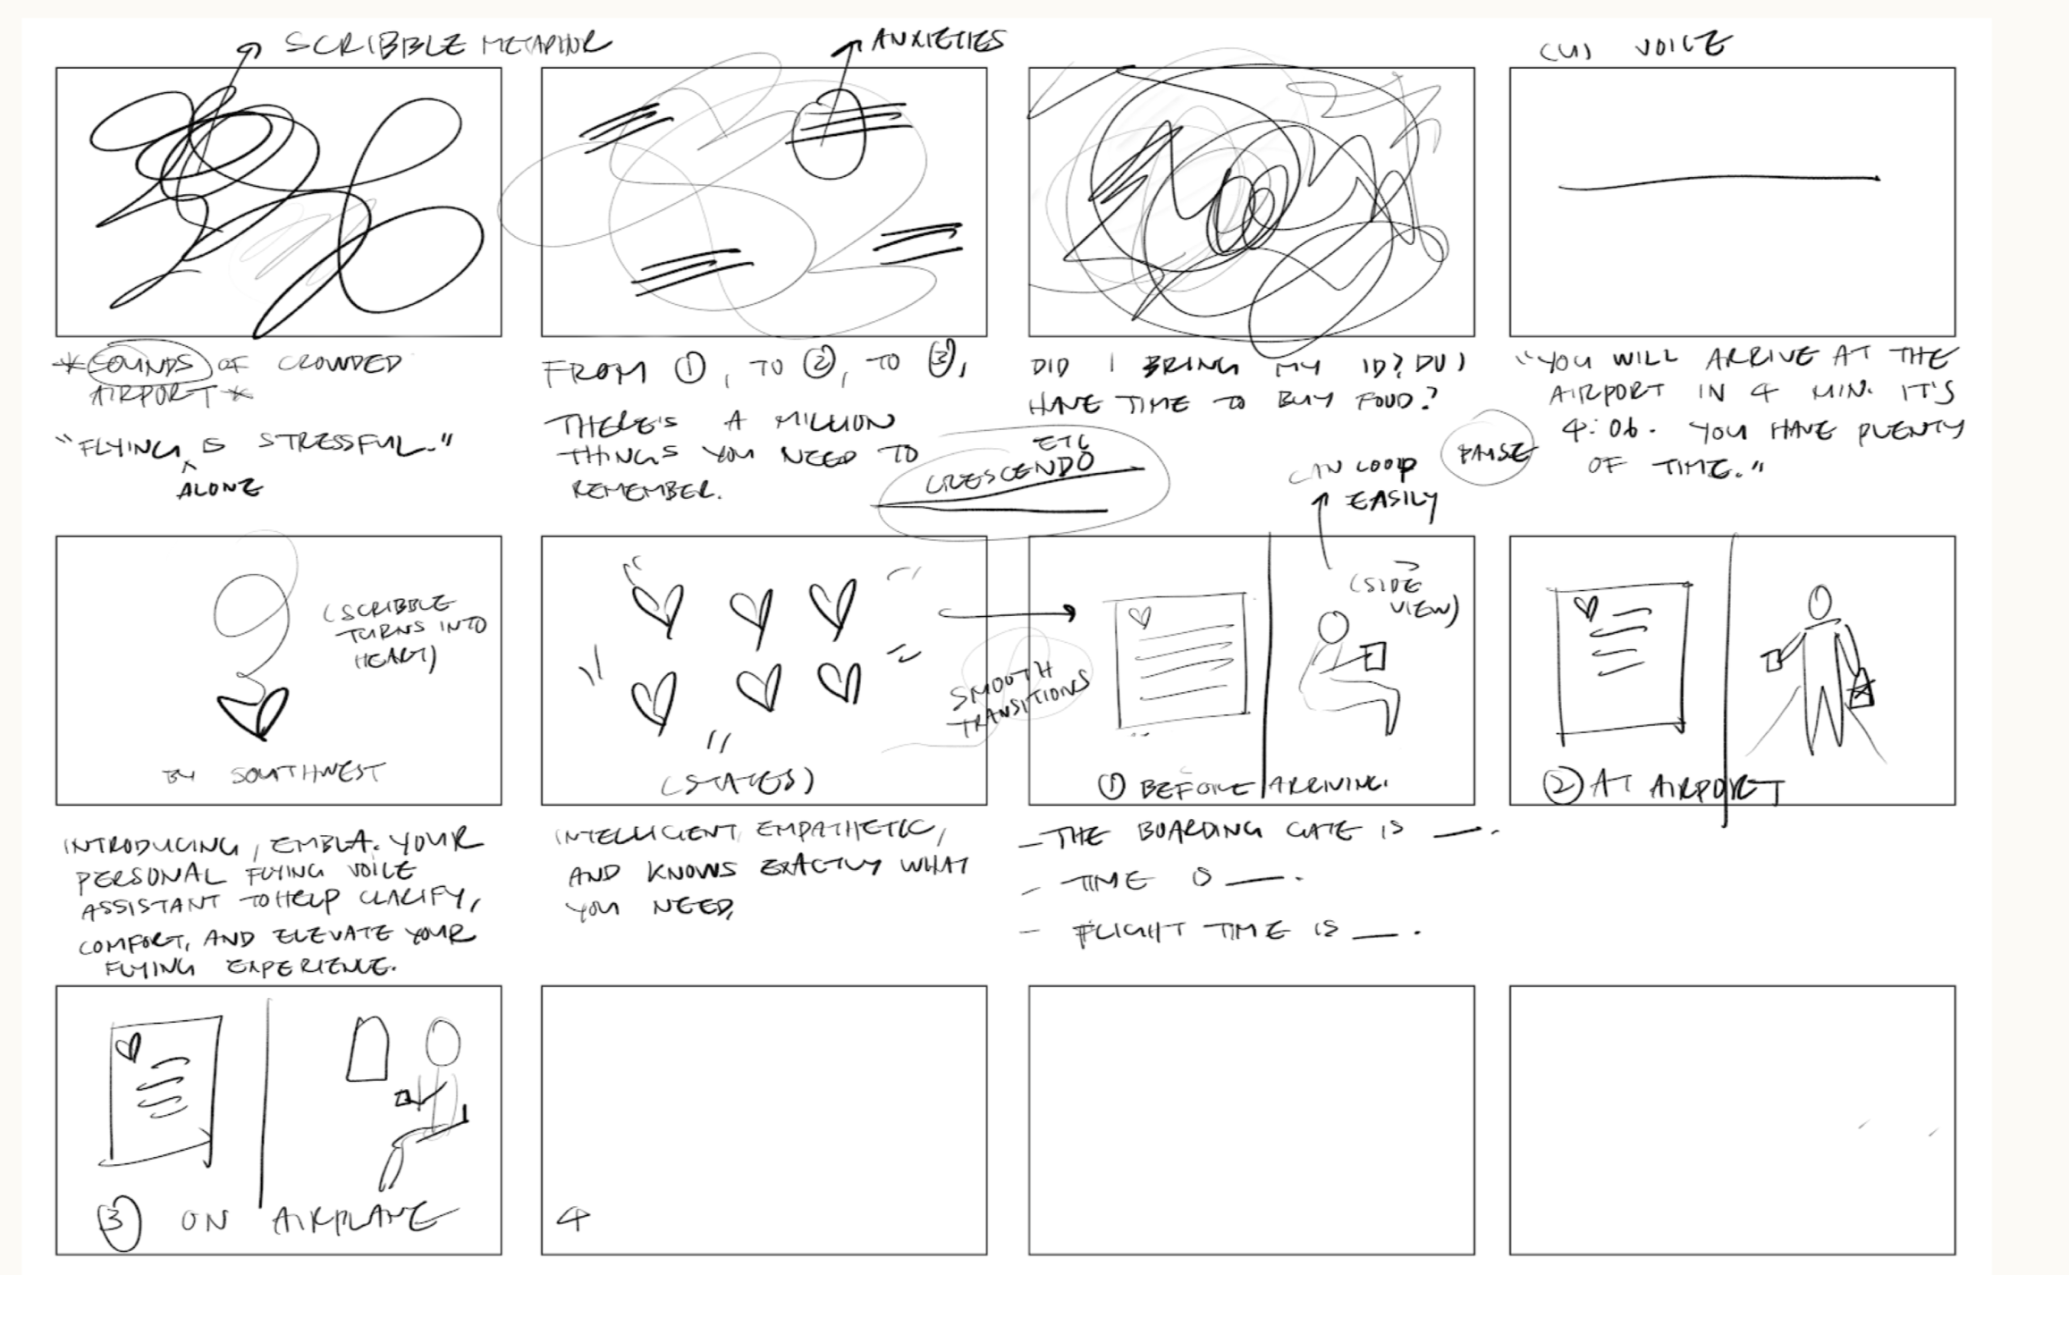 SCRIBBLE METAPHOR
ANXIETIES
(UI) VOICE
*SOUNDS OF CROWDED
AIRPORT*
"FLYING IS STRESSFUL."
^
ALONE
FROM ①, TO ②, TO ③,
THERE'S A MILLION
THINGS YOU NEED TO
REMEMBER.
DID I BRING MY ID? DO I
HAVE TIME TO BUY FOOD?
ETC
CRESCENDO
PAUSE
"YOU WILL ARRIVE AT THE
AIRPORT IN 4 MIN. IT'S
4:06. YOU HAVE PLENTY
OF TIME."
CAN LOOP
EASILY
(SCRIBBLE
TURNS INTO
HEART)
BY SOUTHWEST
(STATES)
SMOOTH
TRANSITIONS
(SIDE
VIEW)
① BEFORE ARRIVING.
② AT AIRPORT
INTRODUCING, EMBLA. YOUR
PERSONAL FLYING VOICE
ASSISTANT TO HELP CLARIFY,
COMFORT, AND ELEVATE YOUR
FLYING EXPERIENCE.
INTELLIGENT, EMPATHETIC,
AND KNOWS EXACTLY WHAT
YOU NEED,
- THE BOARDING GATE IS __.
- TIME IS __.
- FLIGHT TIME IS __.
③ ON AIRPLANE
4